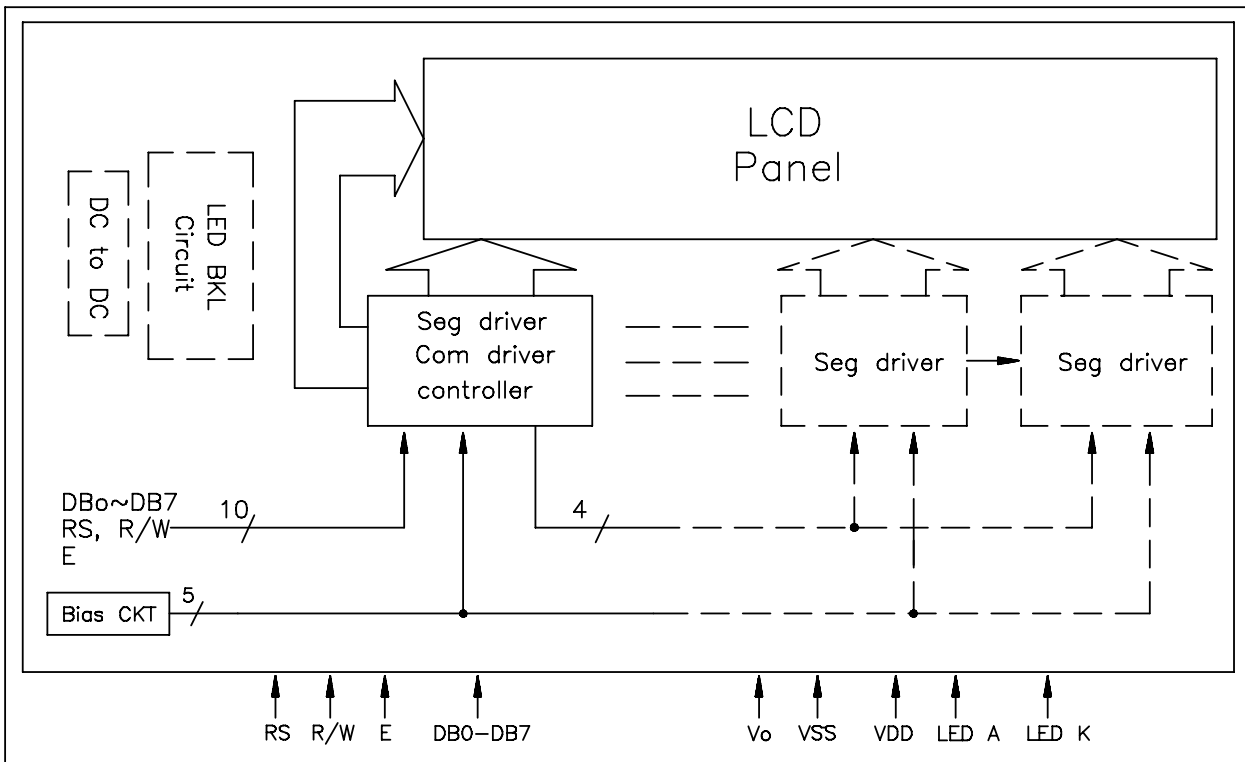 LCD
Panel
DC to DC
LED BKL
Circuit
Seg driver
Com driver
controller
Seg driver
Seg driver
DBo~DB7
RS, R/W
E
10
4
Bias CKT
5
RS
R/W
E
DB0-DB7
Vo
VSS
VDD
LED A
LED K